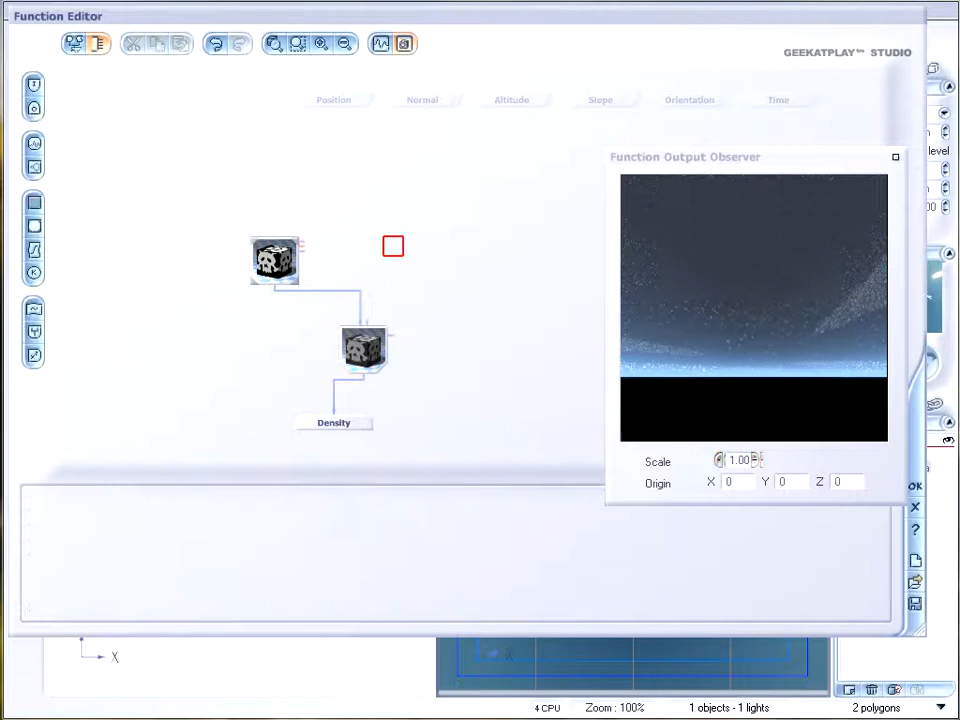 Function Editor
GEEKATPLAY™ STUDIO
Position Normal Altitude Slope Orientation Time
level
Function Output Observer
00
Density
Scale 1.00
Origin X 0 Y 0 Z 0
OK
X
?
X
X
4 CPU Zoom : 100% 1 objects - 1 lights 2 polygons